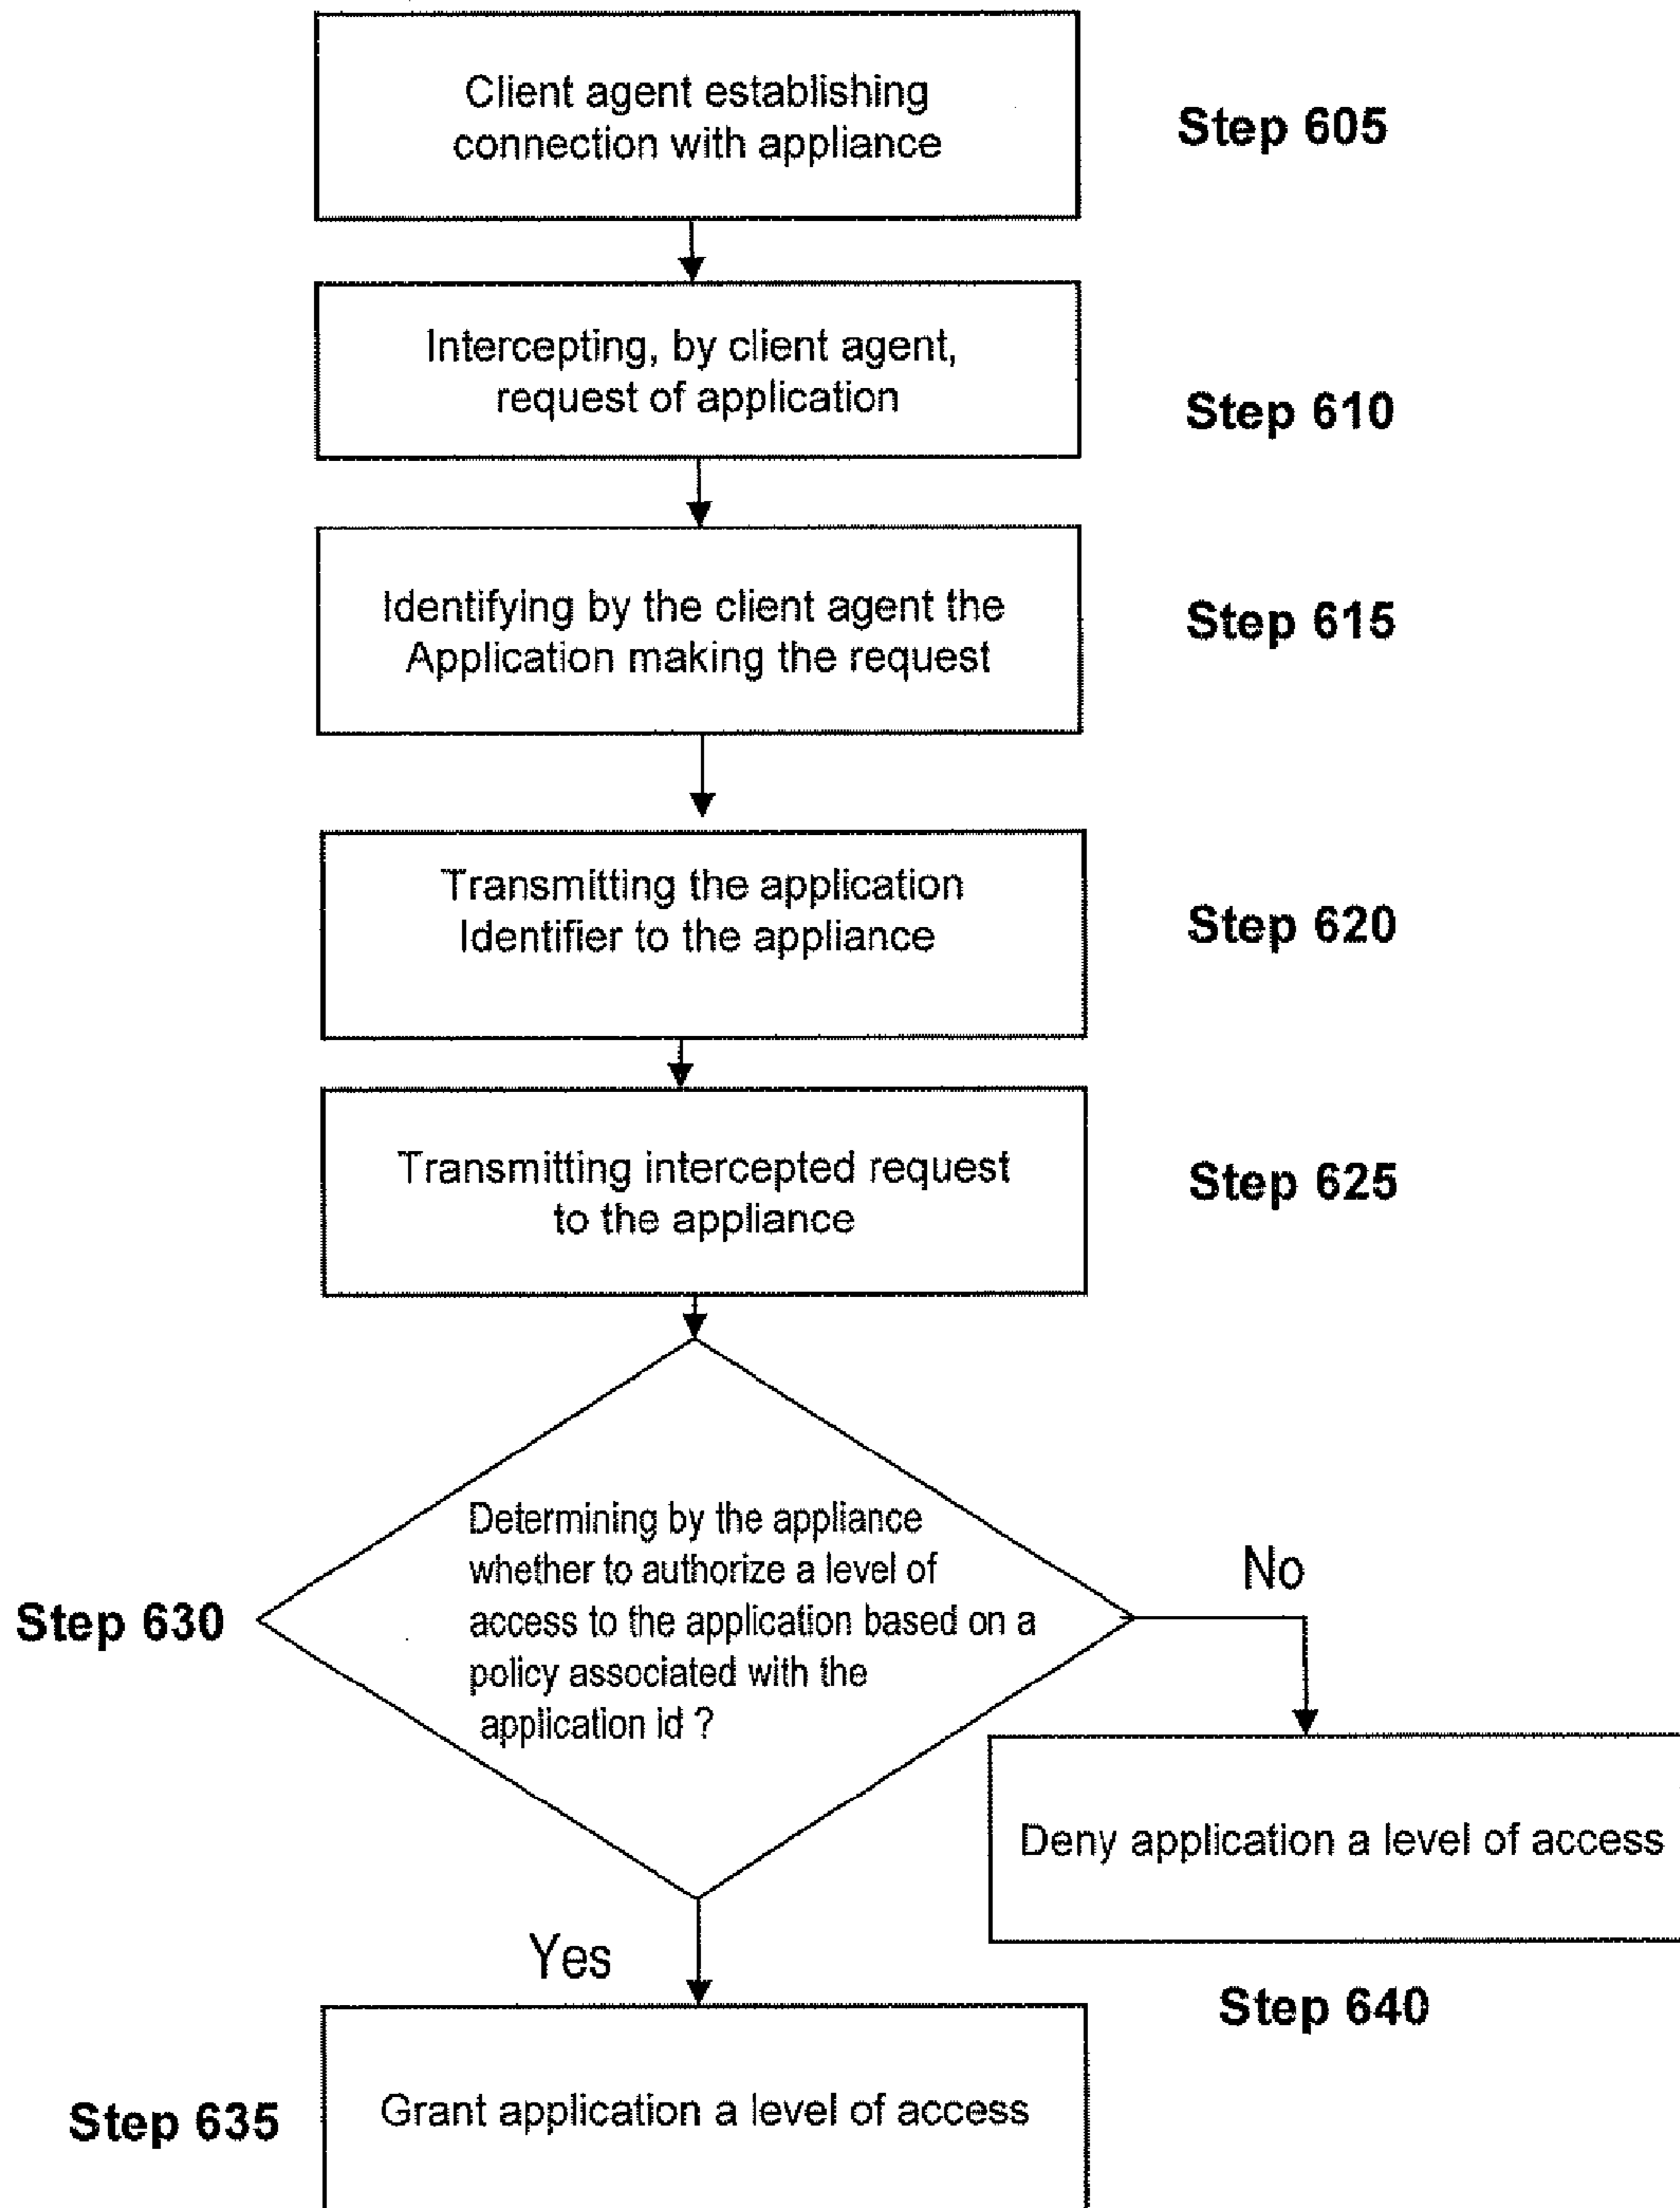 Client agent establishing
connection with appliance
Step 605
Intercepting, by client agent,
request of application
Step 610
Identifying by the client agent the
Application making the request
Step 615
Transmitting the application
Identifier to the appliance
Step 620
Transmitting intercepted request
to the appliance
Step 625
Determining by the appliance
whether to authorize a level of
access to the application based on a
policy associated with the
application id ?
Step 630
No
Deny application a level of access
Step 640
Yes
Grant application a level of access
Step 635